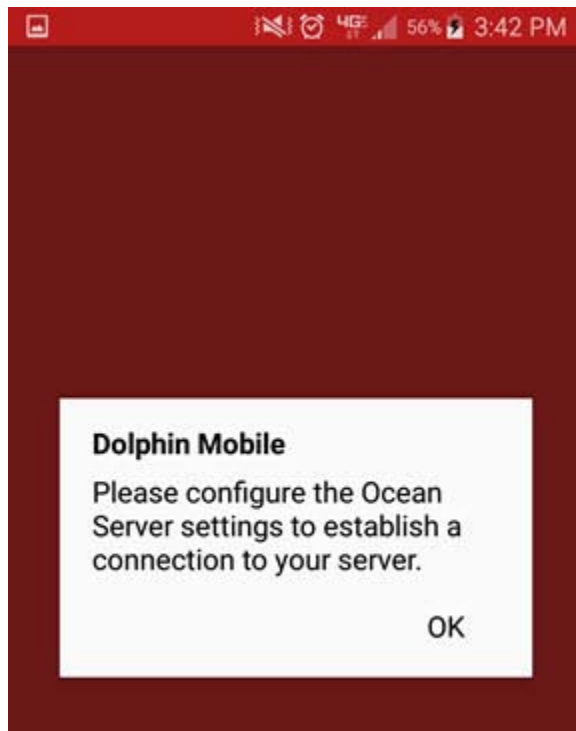 4GE 56% 3:42 PM
Dolphin Mobile
Please configure the Ocean
Server settings to establish a
connection to your server.
OK